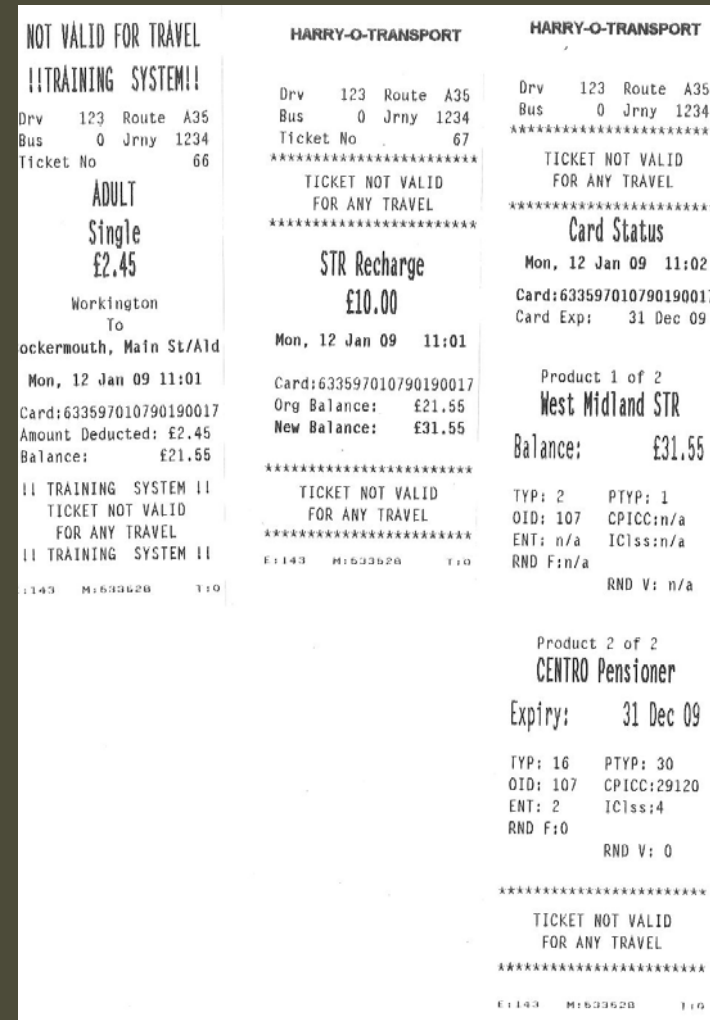 NOT VALID FOR TRAVEL
!!TRAINING SYSTEM!!
Drv 123 Route A35
Bus 0 Jrny 1234
Ticket No 66
ADULT
Single
£2.45
Workington
To
ockermouth, Main St/Ald
Mon, 12 Jan 09 11:01
Card:633597010790190017
Amount Deducted: £2.45
Balance: £21.55
!! TRAINING SYSTEM !!
TICKET NOT VALID
FOR ANY TRAVEL
!! TRAINING SYSTEM !!
:143 M:533628 T:0
HARRY-O-TRANSPORT
Drv 123 Route A35
Bus 0 Jrny 1234
Ticket No 67
************************
TICKET NOT VALID
FOR ANY TRAVEL
************************
STR Recharge
£10.00
Mon, 12 Jan 09 11:01
Card:633597010790190017
Org Balance: £21.55
New Balance: £31.55
************************
TICKET NOT VALID
FOR ANY TRAVEL
************************
E:143 M:533628 T:0
HARRY-O-TRANSPORT
Drv 123 Route A35
Bus 0 Jrny 1234
************************
TICKET NOT VALID
FOR ANY TRAVEL
************************
Card Status
Mon, 12 Jan 09 11:02
Card:633597010790190017
Card Exp: 31 Dec 09
Product 1 of 2
West Midland STR
Balance: £31.55
TYP: 2 PTYP: 1
OID: 107 CPICC:n/a
ENT: n/a IClss:n/a
RND F:n/a
RND V: n/a
Product 2 of 2
CENTRO Pensioner
Expiry: 31 Dec 09
TYP: 16 PTYP: 30
OID: 107 CPICC:29120
ENT: 2 IClss:4
RND F:0
RND V: 0
************************
TICKET NOT VALID
FOR ANY TRAVEL
************************
E:143 M:533628 T:0